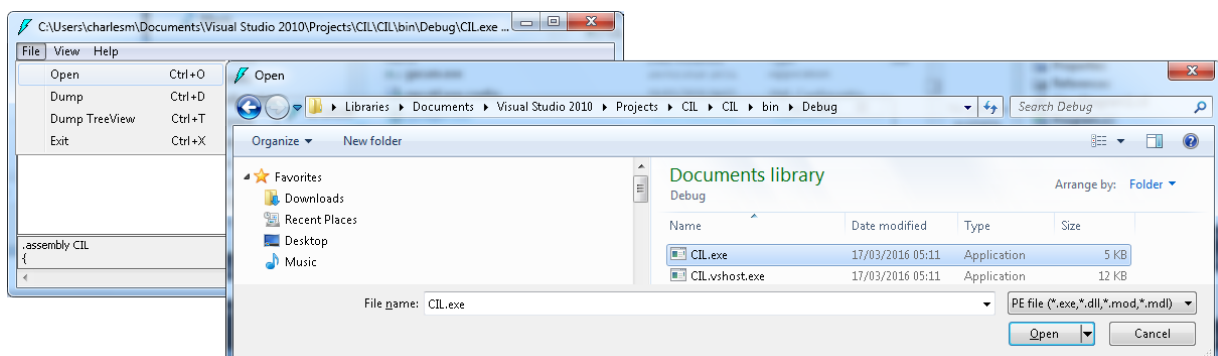 C:\Users\charlesm\Documents\Visual Studio 2010\Projects\CIL\CIL\bin\Debug\CIL.exe ...
File View Help
Open Ctrl+O
Dump Ctrl+D
Dump TreeView Ctrl+T
Exit Ctrl+X
.assembly CIL
{
Open
Libraries Documents Visual Studio 2010 Projects CIL CIL bin Debug
Search Debug
Organize New folder
Favorites
Downloads
Recent Places
Desktop
Music
Documents library
Debug
Arrange by: Folder
Name Date modified Type Size
CIL.exe 17/03/2016 05:11 Application 5 KB
CIL.vshost.exe 17/03/2016 05:11 Application 12 KB
File name: CIL.exe
PE file (*.exe,*.dll,*.mod,*.mdl)
Open Cancel